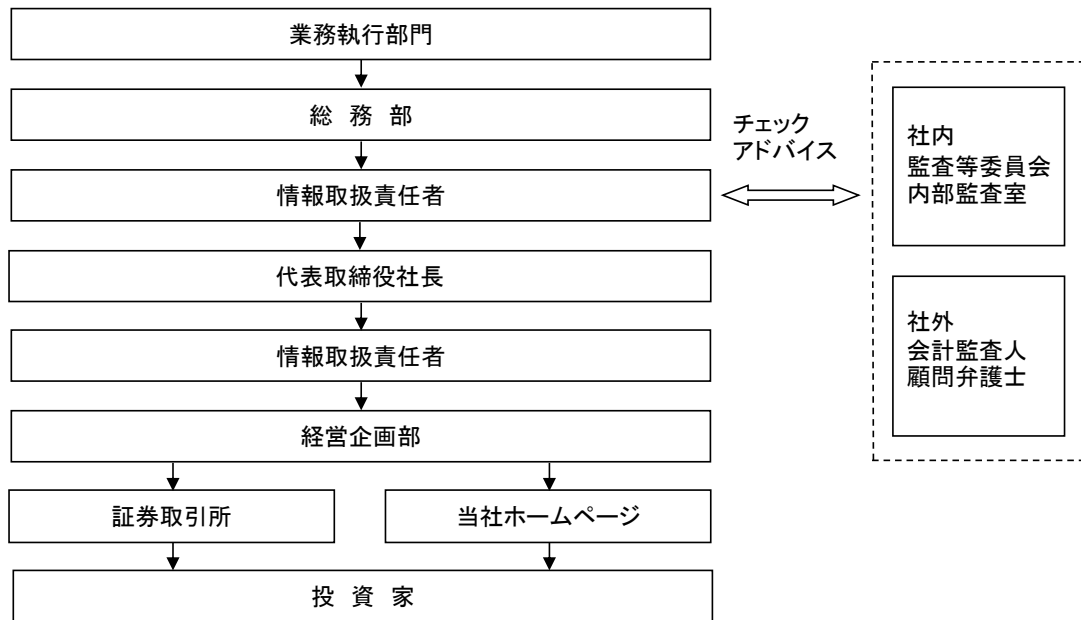 業務執行部門
総 務 部
情報取扱責任者
代表取締役社長
情報取扱責任者
経営企画部
証券取引所
当社ホームページ
投 資 家
チェック
アドバイス
社内
監査等委員会
内部監査室
社外
会計監査人
顧問弁護士